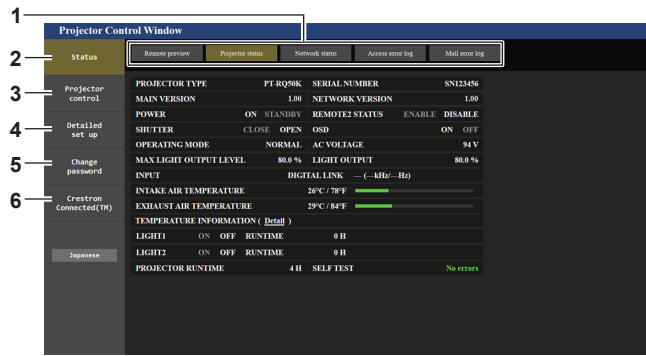 1
Projector Control Window
2
Status
Remote preview Projector status Network status Access error log Mail error log
3
Projector
control
4
Detailed
set up
5
Change
password
6
Crestron
Connected(TM)
Japanese
PROJECTOR TYPE PT-RQ50K SERIAL NUMBER SN123456
MAIN VERSION 1.00 NETWORK VERSION 1.00
POWER ON STANDBY REMOTE2 STATUS ENABLE DISABLE
SHUTTER CLOSE OPEN OSD ON OFF
OPERATING MODE NORMAL AC VOLTAGE 94 V
MAX LIGHT OUTPUT LEVEL 80.0 % LIGHT OUTPUT 80.0 %
INPUT DIGITAL LINK — (—kHz/—Hz)
INTAKE AIR TEMPERATURE 26°C / 78°F
EXHAUST AIR TEMPERATURE 29°C / 84°F
TEMPERATURE INFORMATION ( Detail )
LIGHT1 ON OFF RUNTIME 0 H
LIGHT2 ON OFF RUNTIME 0 H
PROJECTOR RUNTIME 4 H SELF TEST No errors